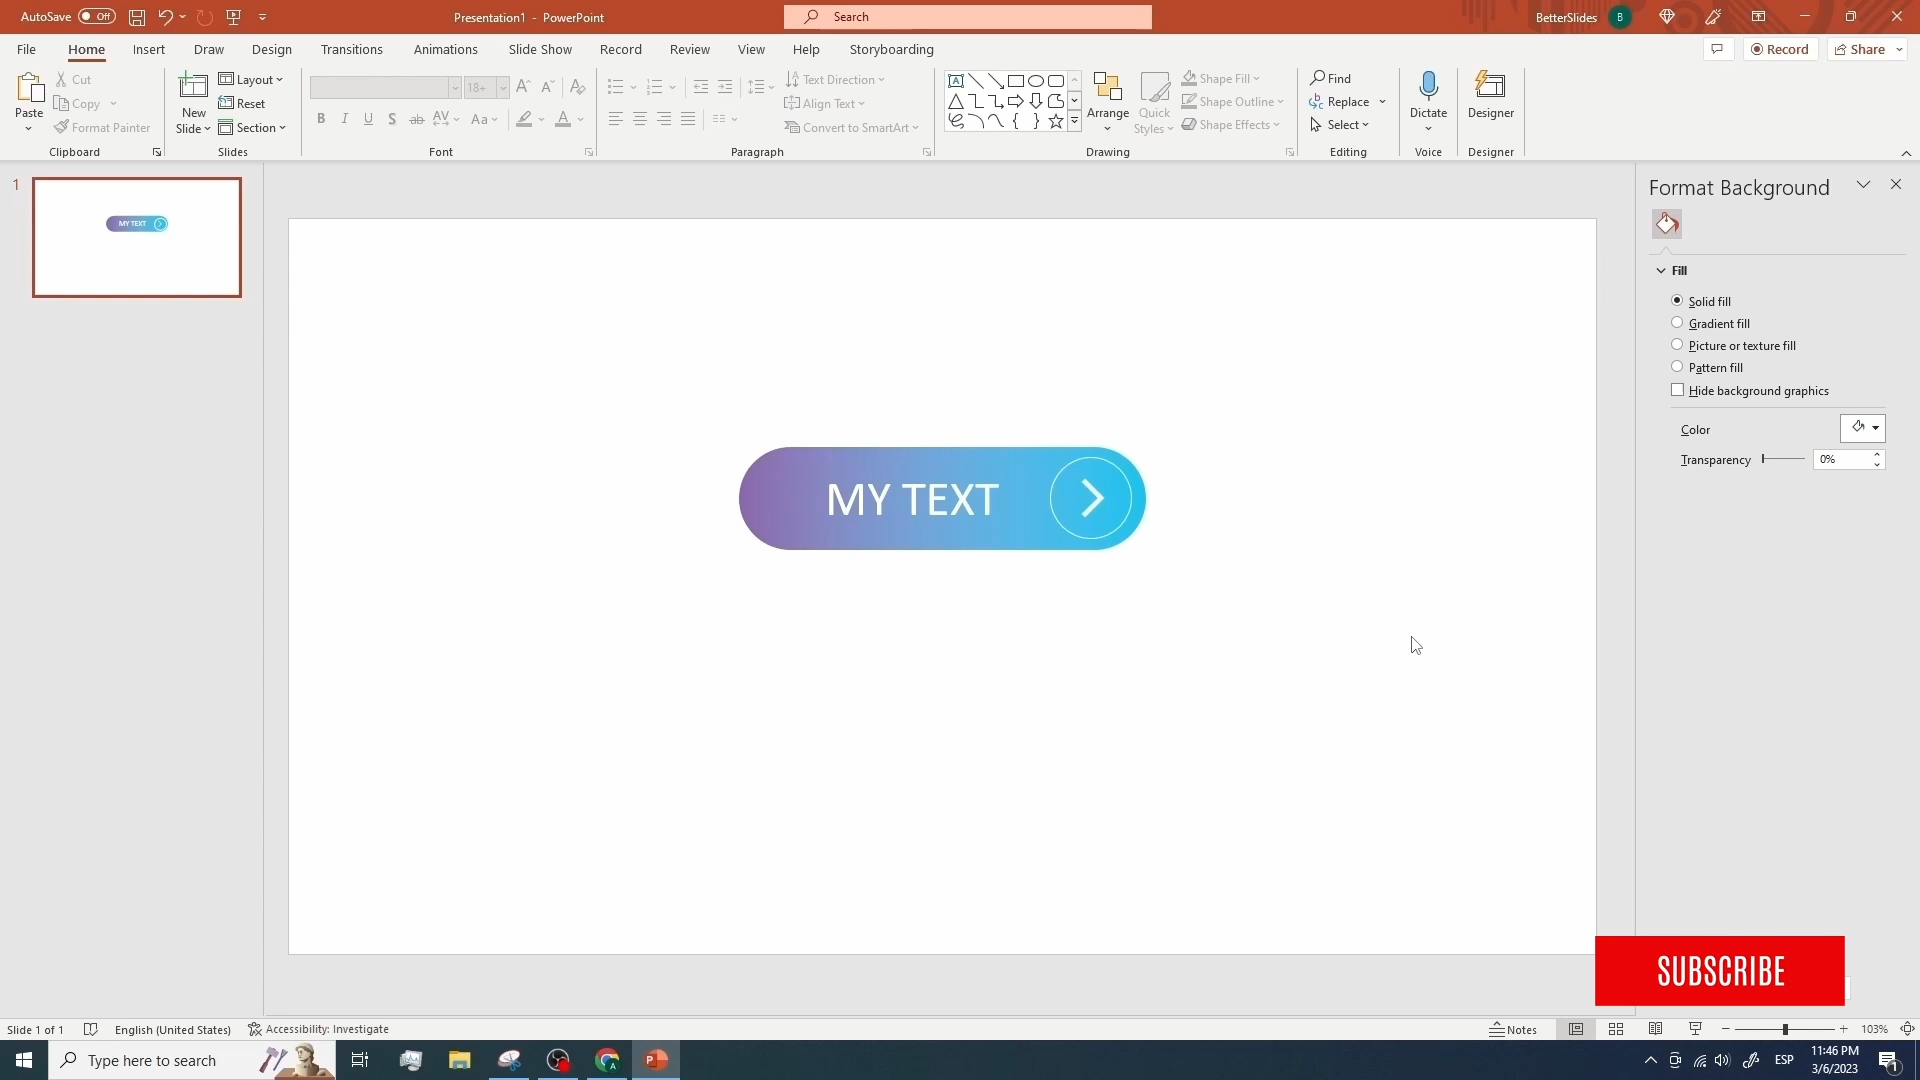 AutoSave Off Presentation1 - PowerPoint Search BetterSlides B
File Home Insert Draw Design Transitions Animations Slide Show Record Review View Help Storyboarding Record Share
Paste
Cut
Copy
Format Painter
Clipboard
New
Slide
Layout
Reset
Section
Slides
18+
B I U S ab AV Aa A
Font
Text Direction
Align Text
Convert to SmartArt
Paragraph
Arrange
Quick
Styles
Shape Fill
Shape Outline
Shape Effects
Drawing
Find
Replace
Select
Editing
Dictate
Voice
Designer
Designer
1
MY TEXT
MY TEXT
Format Background
Fill
Solid fill
Gradient fill
Picture or texture fill
Pattern fill
Hide background graphics
Color
Transparency 0%
SUBSCRIBE
Slide 1 of 1 English (United States) Accessibility: Investigate Notes 103%
Type here to search
ESP
11:46 PM
3/6/2023
1